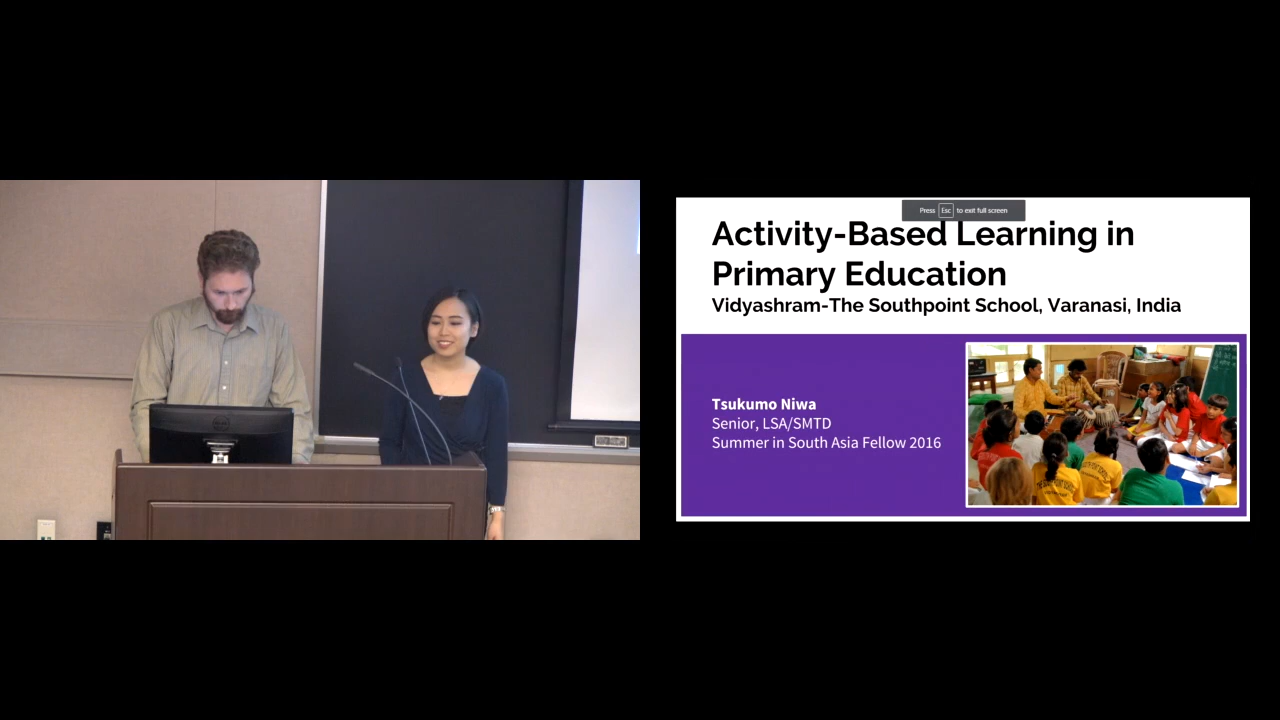 Press Esc to exit full screen
Activity-Based Learning in
Primary Education
Vidyashram-The Southpoint School, Varanasi, India
Tsukumo Niwa
Senior, LSA/SMTD
Summer in South Asia Fellow 2016